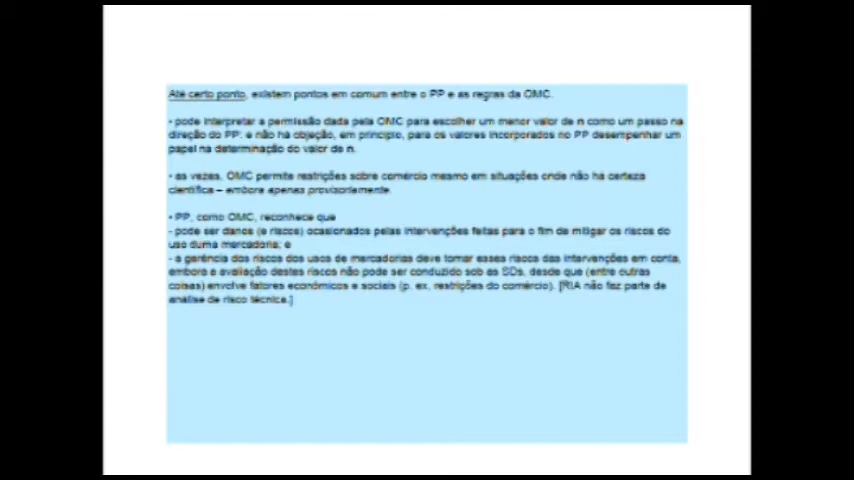 Até certo ponto, existem pontos em comum entre o PP e as regras da OMC.
• pode interpretar a permissão dada pela OMC para escolher um menor valor de n como um passo na
direção do PP: e não há objeção, em princípio, para os valores incorporados no PP desempenhar um
papel na determinação do valor de n.
• as vezes, OMC permite restrições sobre comércio mesmo em situações onde não há certeza
científica – embora apenas provisoriamente.
• PP, como OMC, reconhece que
- pode ser danos (e riscos) ocasionados pelas intervenções feitas para o fim de mitigar os riscos do
uso duma mercadoria; e
- a gerência dos riscos dos usos de mercadorias deve tomar esses riscos das intervenções em conta,
embora a avaliação destes riscos não pode ser conduzido sob as SDs, desde que (entre outras
coisas) envolve fatores econômicos e sociais (p. ex, restrições do comércio). [RIA não faz parte de
análise de risco técnica.]